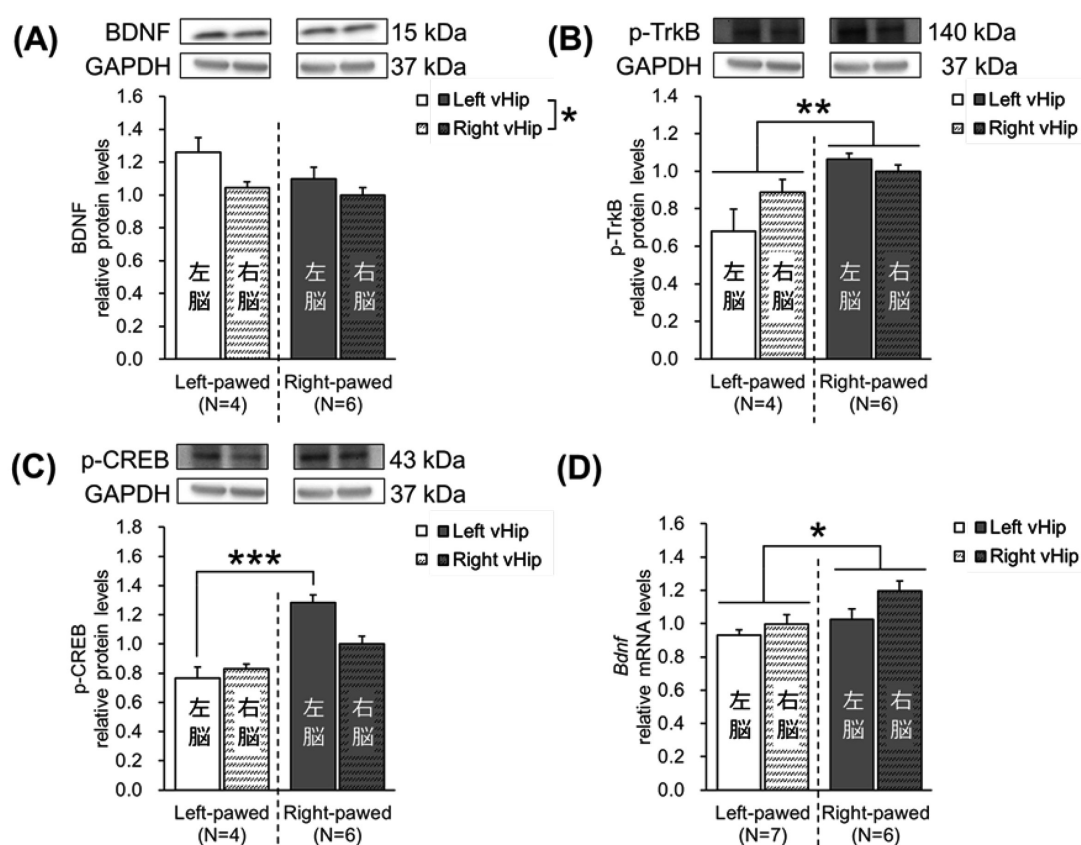 (A)
BDNF
15 kDa
GAPDH
37 kDa
Left vHip
Right vHip
*
BDNF
relative protein levels
1.6
1.4
1.2
1.0
0.8
0.6
0.4
0.2
0.0
左脳
右脳
左脳
右脳
Left-pawed
(N=4)
Right-pawed
(N=6)
(B)
p-TrkB
140 kDa
GAPDH
37 kDa
Left vHip
Right vHip
**
p-TrkB
relative protein levels
1.4
1.2
1.0
0.8
0.6
0.4
0.2
0.0
左脳
右脳
左脳
右脳
Left-pawed
(N=4)
Right-pawed
(N=6)
(C)
p-CREB
43 kDa
GAPDH
37 kDa
Left vHip
Right vHip
***
p-CREB
relative protein levels
1.8
1.6
1.4
1.2
1.0
0.8
0.6
0.4
0.2
0.0
左脳
右脳
左脳
右脳
Left-pawed
(N=4)
Right-pawed
(N=6)
(D)
Left vHip
Right vHip
*
Bdnf
relative mRNA levels
1.6
1.4
1.2
1.0
0.8
0.6
0.4
0.2
0.0
左脳
右脳
左脳
右脳
Left-pawed
(N=7)
Right-pawed
(N=6)